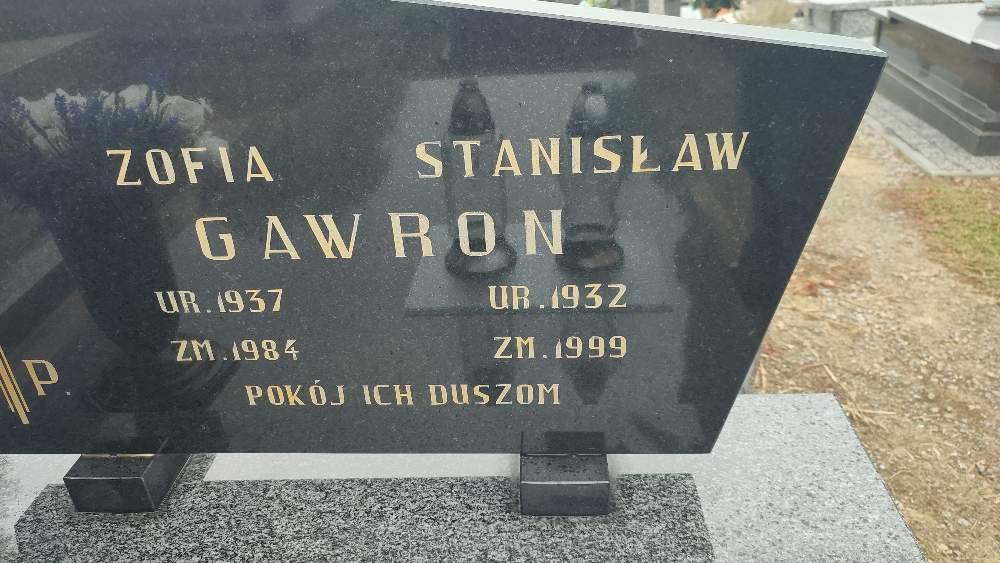 ZOFIA STANISŁAW
GAWRON
UR. 1937 UR. 1932
ZM. 1984 ZM. 1999
P.
POKÓJ ICH DUSZOM